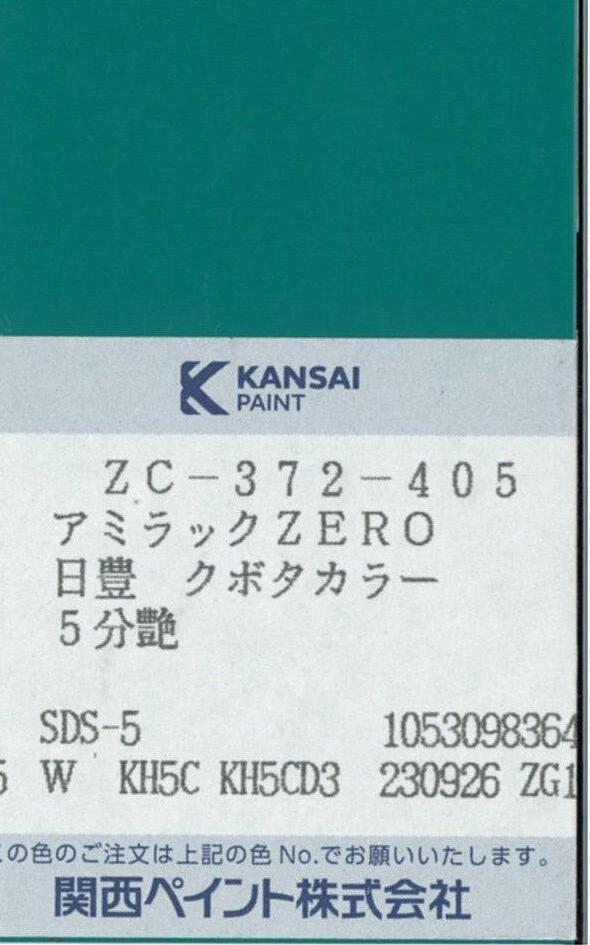 KANSAI
PAINT
ZC-372-405
アミラックZERO
日豊 クボタカラー
5分艶
SDS-5 1053098364
5 W KH5C KH5CD3 230926 ZG1
の色のご注文は上記の色 No.でお願いいたします。
関西ペイント株式会社